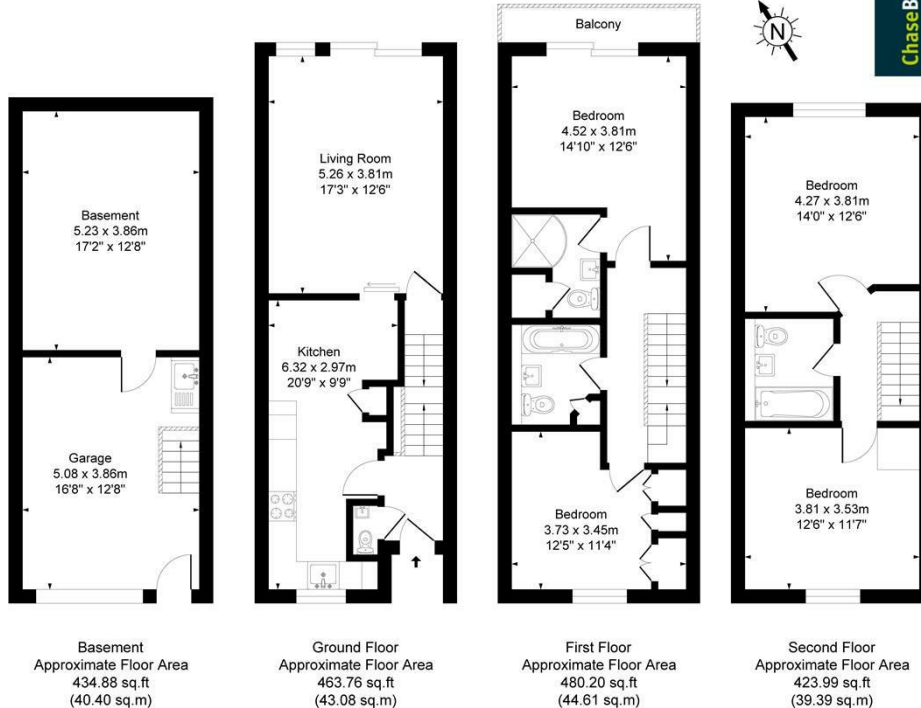 Balcony
N
ChaseB
Basement
5.23 x 3.86m
17'2" x 12'8"
Garage
5.08 x 3.86m
16'8" x 12'8"
Living Room
5.26 x 3.81m
17'3" x 12'6"
Kitchen
6.32 x 2.97m
20'9" x 9'9"
Bedroom
4.52 x 3.81m
14'10" x 12'6"
Bedroom
3.73 x 3.45m
12'5" x 11'4"
Bedroom
4.27 x 3.81m
14'0" x 12'6"
Bedroom
3.81 x 3.53m
12'6" x 11'7"
Basement
Approximate Floor Area
434.88 sq.ft
(40.40 sq.m)
Ground Floor
Approximate Floor Area
463.76 sq.ft
(43.08 sq.m)
First Floor
Approximate Floor Area
480.20 sq.ft
(44.61 sq.m)
Second Floor
Approximate Floor Area
423.99 sq.ft
(39.39 sq.m)